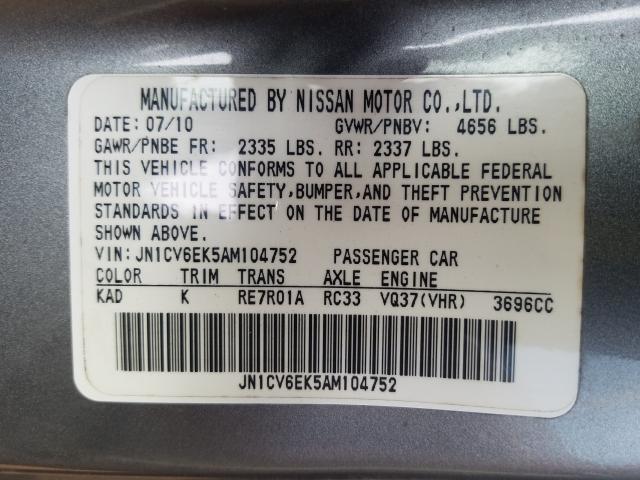 MANUFACTURED BY NISSAN MOTOR CO.,LTD.
DATE: 07/10 GVWR/PNBV: 4656 LBS.
GAWR/PNBE FR: 2335 LBS. RR: 2337 LBS.
THIS VEHICLE CONFORMS TO ALL APPLICABLE FEDERAL
MOTOR VEHICLE SAFETY,BUMPER,AND THEFT PREVENTION
STANDARDS IN EFFECT ON THE DATE OF MANUFACTURE
SHOWN ABOVE.
VIN:JN1CV6EK5AM104752 PASSENGER CAR
COLOR TRIM TRANS AXLE ENGINE
KAD K RE7R01A RC33 VQ37(VHR) 3696CC
JN1CV6EK5AM104752